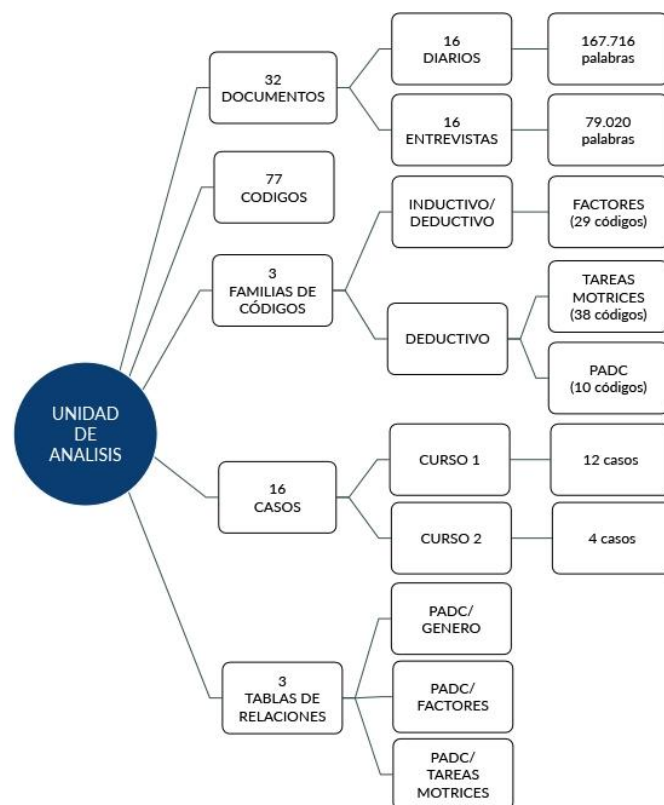 UNIDAD
DE
ANALISIS
32
DOCUMENTOS
16
DIARIOS
167.716
palabras
16
ENTREVISTAS
79.020
palabras
77
CODIGOS
3
FAMILIAS DE
CÓDIGOS
INDUCTIVO/
DEDUCTIVO
FACTORES
(29 códigos)
DEDUCTIVO
TAREAS
MOTRICES
(38 códigos)
PADC
(10 códigos)
16
CASOS
CURSO 1
12 casos
CURSO 2
4 casos
3
TABLAS DE
RELACIONES
PADC/
GENERO
PADC/
FACTORES
PADC/
TAREAS
MOTRICES